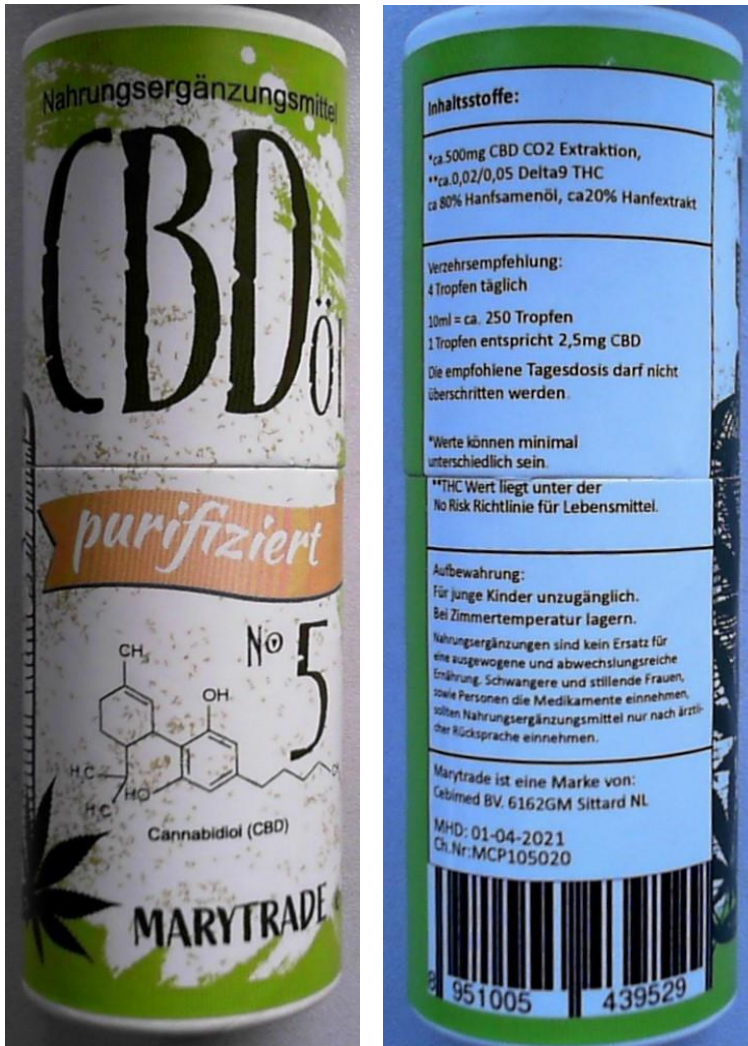 Nahrungsergänzungsmittel
CBD
öl
purifiziert
No 5
CH3
OH
H3C
H3C
HO
Cannabidiol (CBD)
MARYTRADE
Inhaltsstoffe:
*ca.500mg CBD CO2 Extraktion,
**ca.0,02/0,05 Delta9 THC
ca 80% Hanfsamenöl, ca20% Hanfextrakt
Verzehrsempfehlung:
4 Tropfen täglich
10ml = ca. 250 Tropfen
1 Tropfen entspricht 2,5mg CBD
Die empfohlene Tagesdosis darf nicht
überschritten werden.
*Werte können minimal
unterschiedlich sein.
**THC Wert liegt unter der
No Risk Richtlinie für Lebensmittel.
Aufbewahrung:
Für junge Kinder unzugänglich.
Bei Zimmertemperatur lagern.
Nahrungsergänzungen sind kein Ersatz für
eine ausgewogene und abwechslungsreiche
Ernährung. Schwangere und stillende Frauen,
sowie Personen die Medikamente einnehmen,
sollten Nahrungsergänzungsmittel nur nach ärztli-
cher Rücksprache einnehmen.
Marytrade ist eine Marke von:
Cebimed BV. 6162GM Sittard NL
MHD: 01-04-2021
Ch.Nr:MCP105020
8 951005 439529